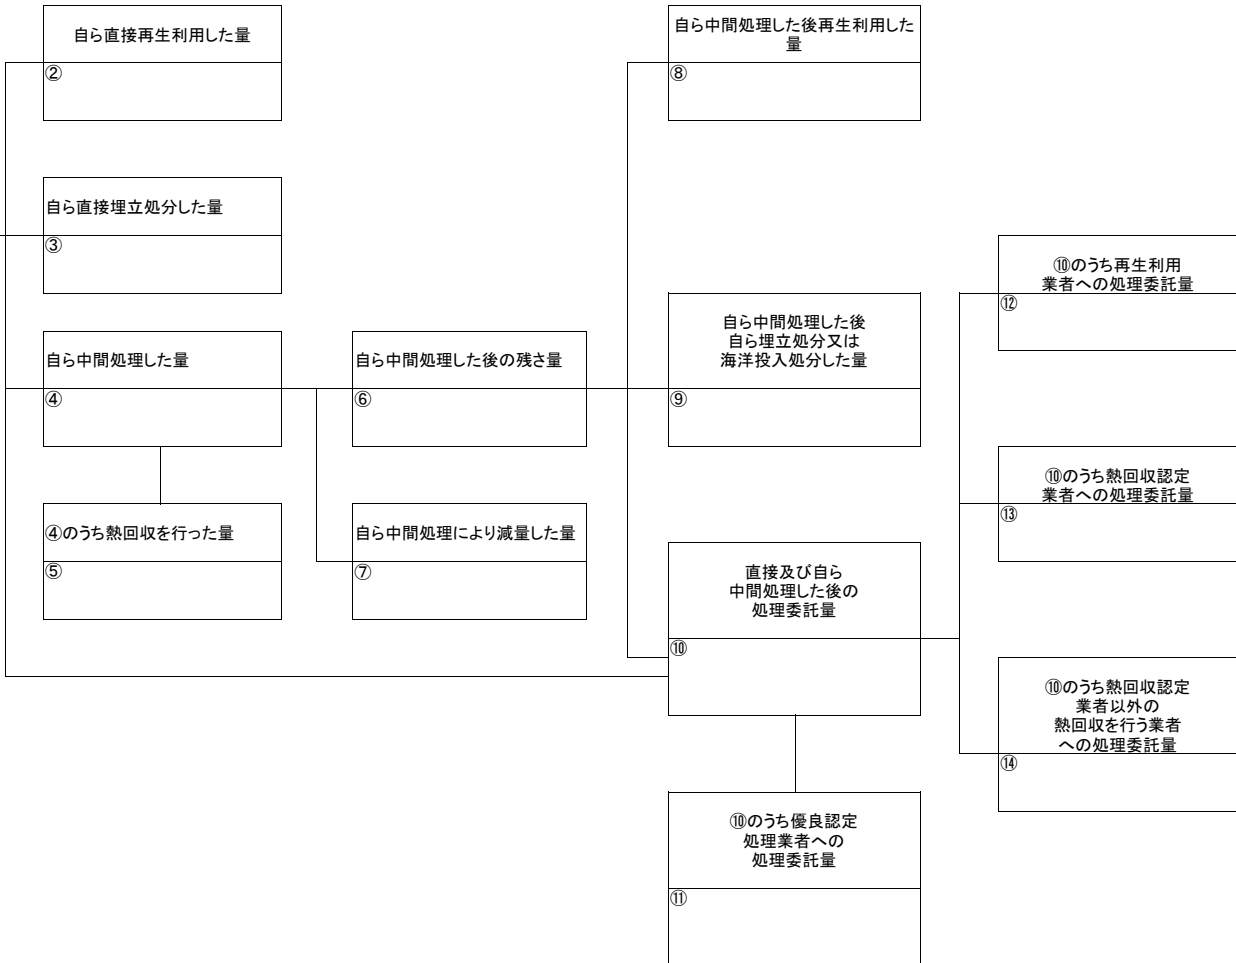 自ら直接再生利用した量
②
自ら直接埋立処分した量
③
自ら中間処理した量
④
④のうち熱回収を行った量
⑤
自ら中間処理した後の残さ量
⑥
自ら中間処理により減量した量
⑦
自ら中間処理した後再生利用した
量
⑧
自ら中間処理した後
自ら埋立処分又は
海洋投入処分した量
⑨
直接及び自ら
中間処理した後の
処理委託量
⑩
⑩のうち優良認定
処理業者への
処理委託量
⑪
⑩のうち再生利用
業者への処理委託量
⑫
⑩のうち熱回収認定
業者への処理委託量
⑬
⑩のうち熱回収認定
業者以外の
熱回収を行う業者
への処理委託量
⑭